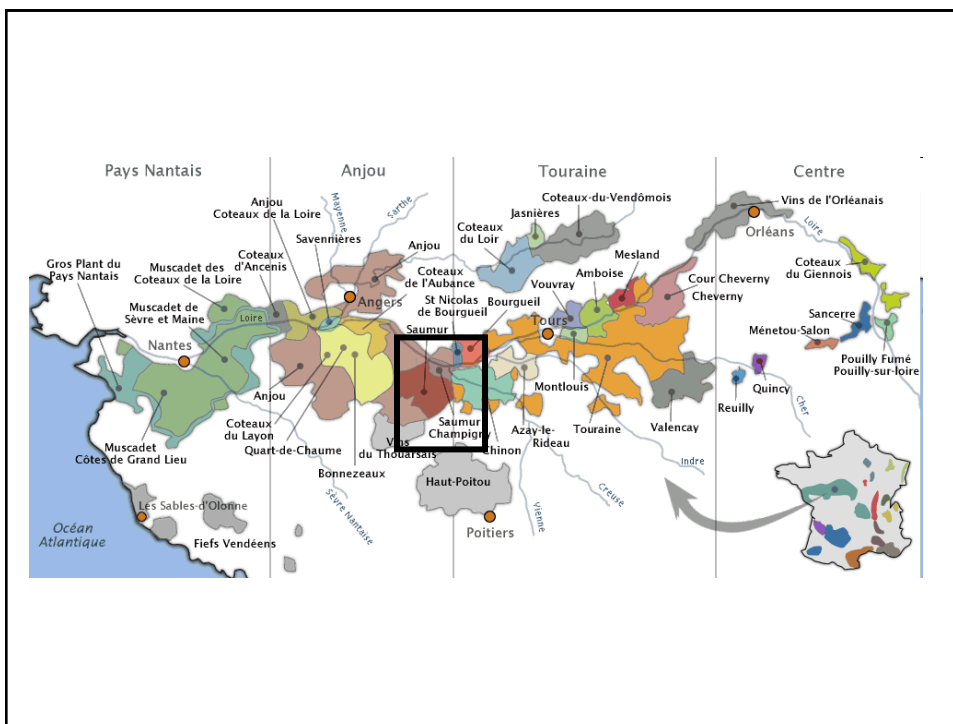 Pays Nantais
Anjou
Touraine
Centre
Mayenne
Sarthe
Coteaux-du-Vendômois
Vins de l'Orléanais
Anjou
Coteaux de la Loire
Jasnières
Orléans
Loire
Savennières
Coteaux
du Loir
Anjou
Mesland
Gros Plant du
Pays Nantais
Muscadet des
Coteaux de la Loire
Coteaux
d'Ancenis
Coteaux
de l'Aubance
Amboise
Vouvray
Cour Cheverny
Cheverny
Coteaux
du Giennois
Angers
St Nicolas
de Bourgueil
Bourgueil
Muscadet de
Sèvre et Maine
Loire
Saumur
Tours
Sancerre
Ménetou-Salon
Nantes
Pouilly Fumé
Pouilly-sur-loire
Anjou
Montlouis
Quincy
Reuilly
Cher
Muscadet
Côtes de Grand Lieu
Coteaux
du Layon
Quart-de-Chaume
Bonnezeaux
Saumur
Champigny
Vins
du Thouarsais
Chinon
Azay-le-
Rideau
Touraine
Valencay
Indre
Creuse
Vienne
Haut-Poitou
Sèvre Nantaise
Les Sables-d'Olonne
Poitiers
Océan
Atlantique
Fiefs Vendéens